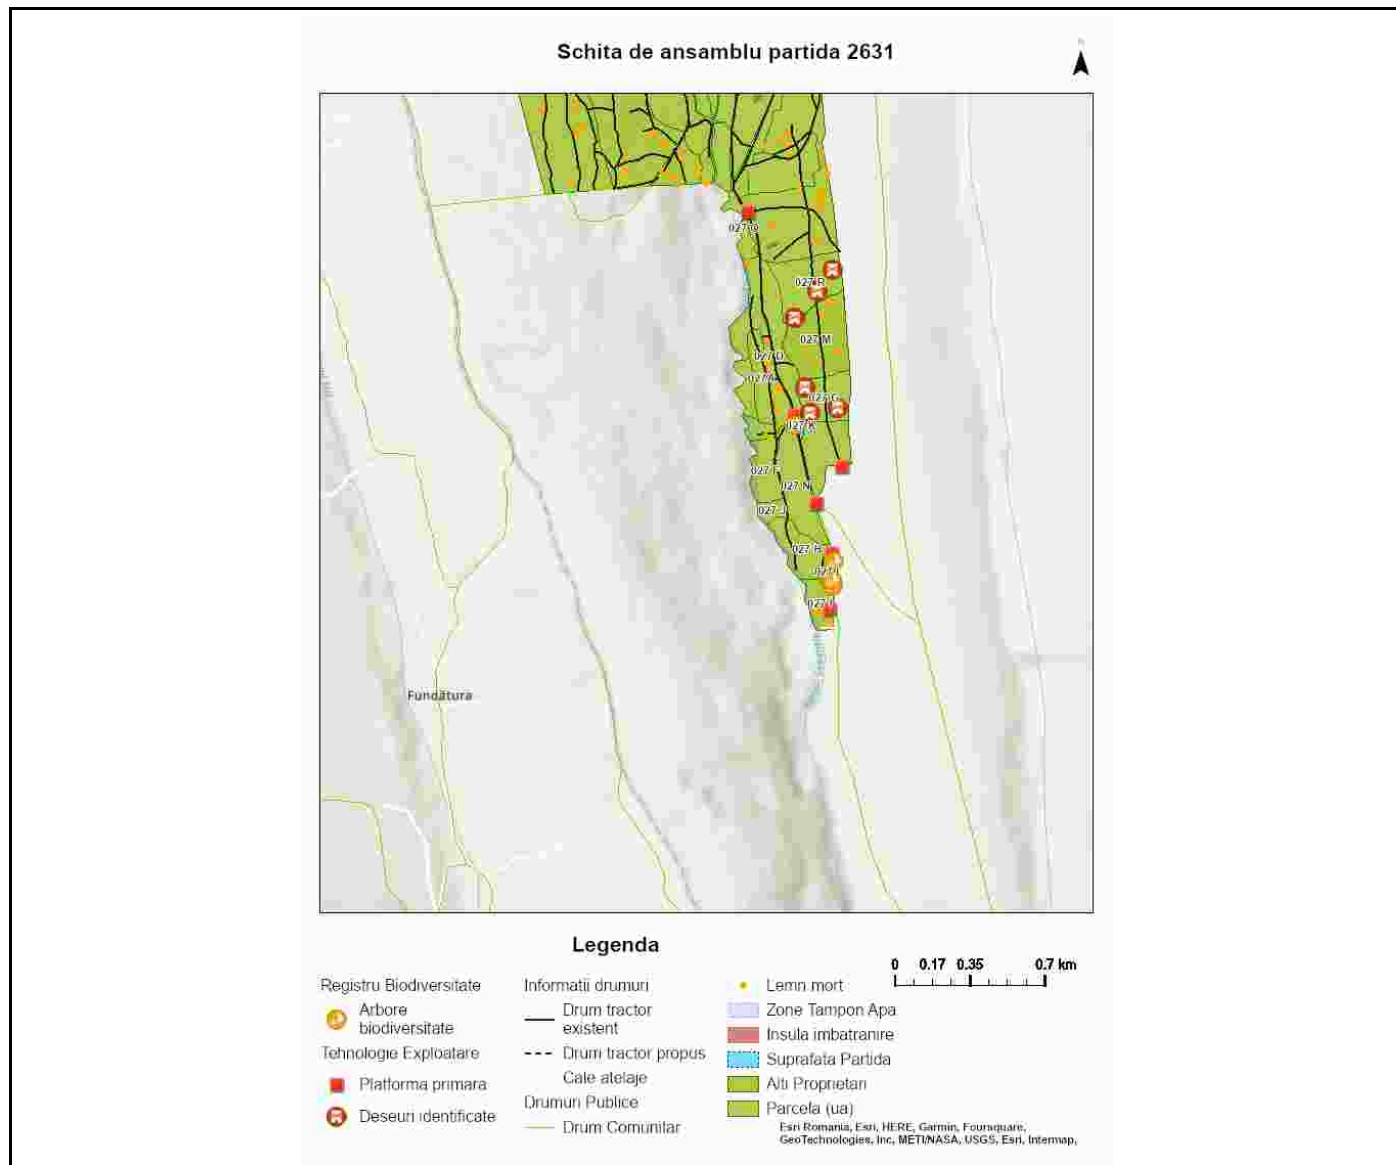 Schita de ansamblu partida 2631
N
027 R
027 M
027 D
027 A
027 G
027 K
027 F
027 N
027 J
027 H
Fundătura
Legenda
0 0.17 0.35 0.7 km
Registru Biodiversitate
Arbore
biodiversitate
Tehnologie Exploatare
Platforma primara
Deseuri identificate
Informatii drumuri
Drum tractor
existent
Drum tractor propus
Cale atelaje
Drumuri Publice
Drum Comunitar
Lemn mort
Zone Tampon Apa
Insula imbatranire
Suprafata Partida
Alti Proprietari
Parcela (ua)
Esri Romania, Esri, HERE, Garmin, Foursquare,
GeoTechnologies, Inc, METI/NASA, USGS, Esri, Intermap,